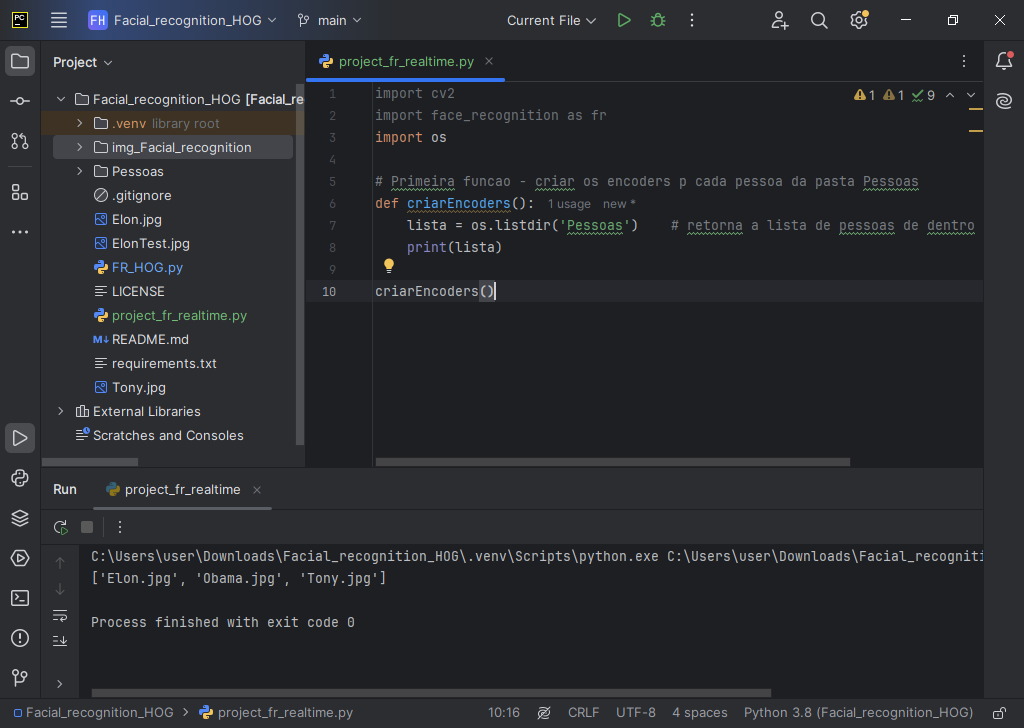 PC
FH Facial_recognition_HOG main Current File
Project
project_fr_realtime.py
Facial_recognition_HOG [Facial_re
.venv library root
img_Facial_recognition
Pessoas
.gitignore
Elon.jpg
ElonTest.jpg
FR_HOG.py
LICENSE
project_fr_realtime.py
M↓ README.md
requirements.txt
Tony.jpg
External Libraries
Scratches and Consoles
1 import cv2
2 import face_recognition as fr
3 import os
4
5 # Primeira funcao - criar os encoders p cada pessoa da pasta Pessoas
6 def criarEncoders(): 1 usage new *
7 lista = os.listdir('Pessoas') # retorna a lista de pessoas de dentro
8 print(lista)
9
10 criarEncoders()
1 1 9
Run project_fr_realtime
C:\Users\user\Downloads\Facial_recognition_HOG\.venv\Scripts\python.exe C:\Users\user\Downloads\Facial_recogniti
['Elon.jpg', 'Obama.jpg', 'Tony.jpg']
Process finished with exit code 0
Facial_recognition_HOG > project_fr_realtime.py 10:16 CRLF UTF-8 4 spaces Python 3.8 (Facial_recognition_HOG)